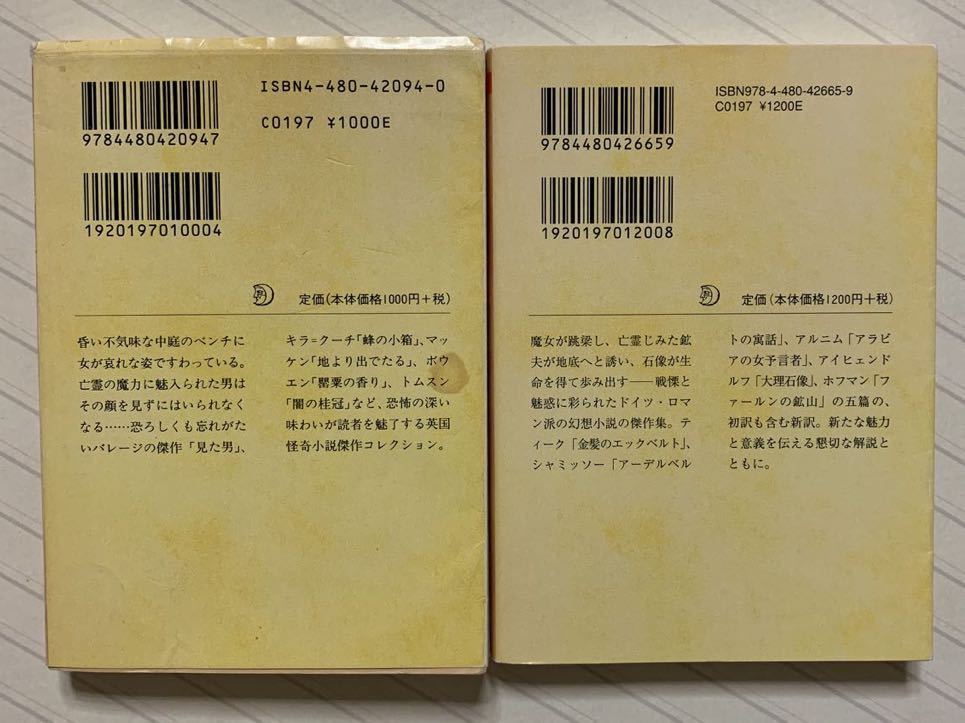 ISBN4-480-42094-0
C0197 ¥1000E
9784480420947
1920197010004
定価(本体価格1000円+税)
昏い不気味な中庭のベンチに
女が哀れな姿ですわっている。
亡霊の魔力に魅入られた男は
その顔を見ずにはいられなく
なる……恐ろしくも忘れがた
いバレージの傑作「見た男」、
キラ=クーチ「蜂の小箱」、マッ
ケン「地より出でたる」、ボウ
エン「罌粟の香り」、トムスン
「闇の桂冠」など、恐怖の深い
味わいが読者を魅了する英国
怪奇小説傑作コレクション。
ISBN978-4-480-42665-9
C0197 ¥1200E
9784480426659
1920197012008
定価(本体価格1200円+税)
魔女が跳梁し、亡霊じみた鉱
夫が地底へと誘い、石像が生
命を得て歩み出す――戦慄と
魅惑に彩られたドイツ・ロマ
ン派の幻想小説の傑作集。テ
ィーク「金髪のエックベルト」、
シャミッソー「アーデルベル
トの寓話」、アルニム「アラビ
アの女予言者」、アイヒェンド
ルフ「大理石像」、ホフマン「フ
ァールンの鉱山」の五篇の、
初訳も含む新訳。新たな魅力
と意義を伝える懇切な解説と
ともに。